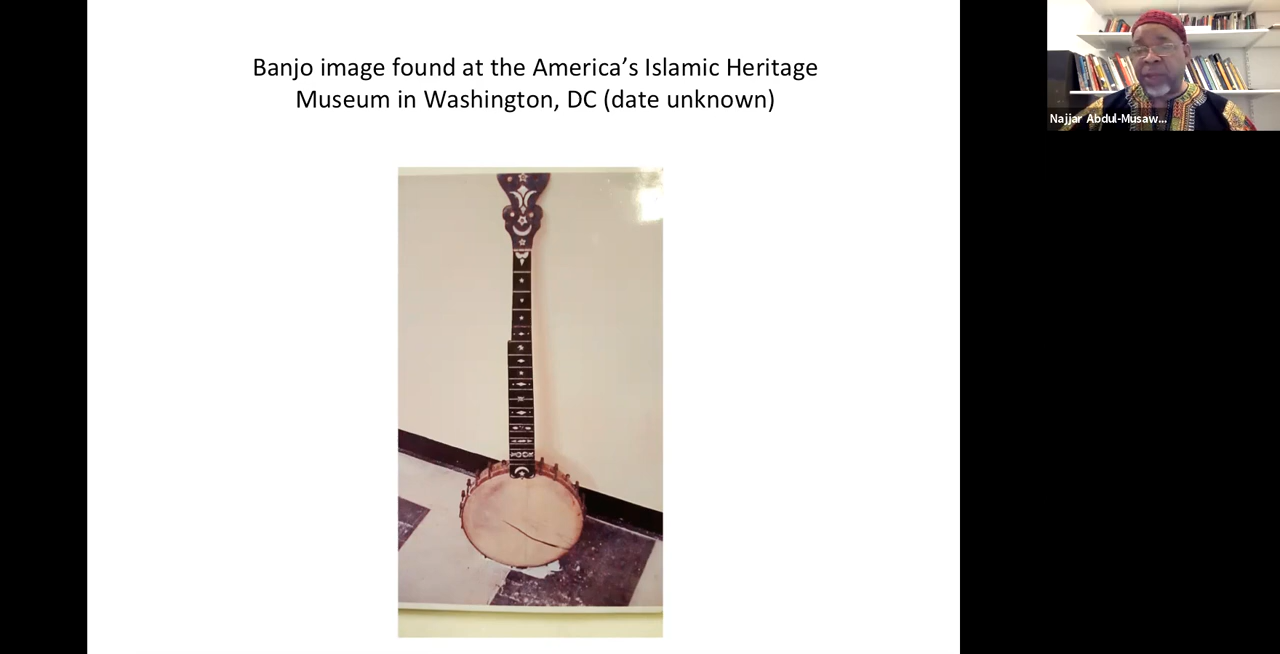 Banjo image found at the America’s Islamic Heritage
Museum in Washington, DC (date unknown)
Najjar Abdul-Musaw...